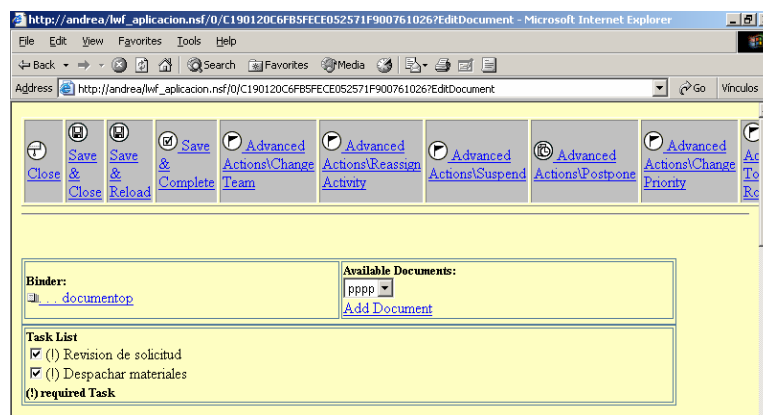 http://andrea/lwf_aplicacion.nsf/0/C190120C6FB5FECE052571F900761026?EditDocument - Microsoft Internet Explorer
File Edit View Favorites Tools Help
Back Search Favorites Media
Address http://andrea/lwf_aplicacion.nsf/0/C190120C6FB5FECE052571F900761026?EditDocument Go Vínculos
Close
Save & Close
Save & Reload
Save & Complete
Advanced Actions\Change Team
Advanced Actions\Reassign Activity
Advanced Actions\Suspend
Advanced Actions\Postpone
Advanced Actions\Change Priority
Binder:
. . . documentop
Available Documents:
pppp
Add Document
Task List
(!) Revision de solicitud
(!) Despachar materiales
(!) required Task